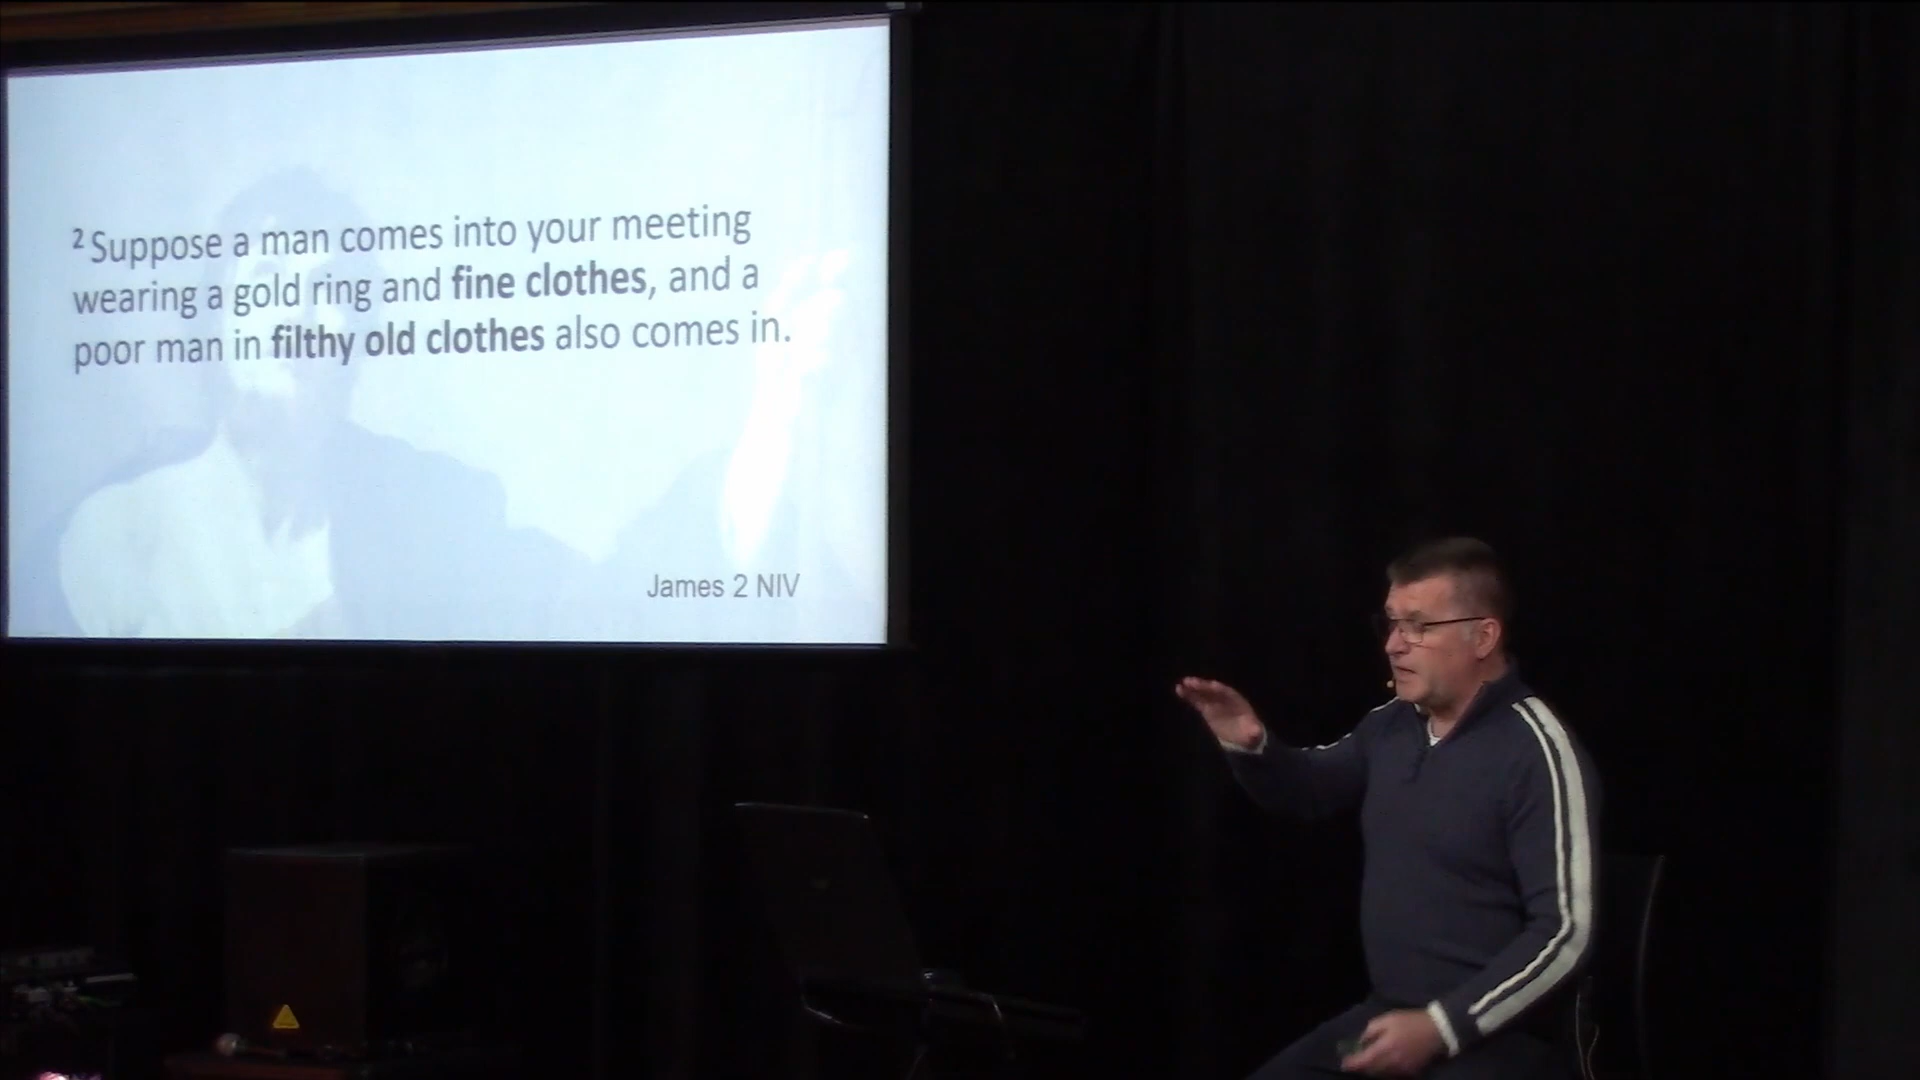 ² Suppose a man comes into your meeting
wearing a gold ring and fine clothes, and a
poor man in filthy old clothes also comes in.
James 2 NIV